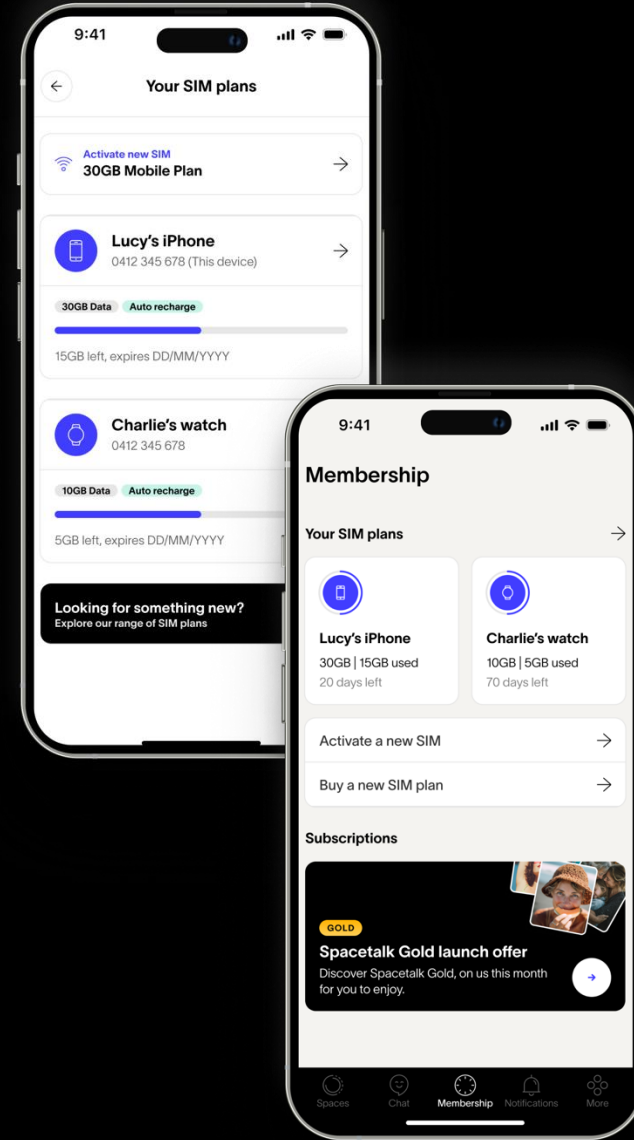 9:41
Your SIM plans
Activate new SIM
30GB Mobile Plan
Lucy's iPhone
0412 345 678 (This device)
30GB Data Auto recharge
15GB left, expires DD/MM/YYYY
Charlie's watch
0412 345 678
10GB Data Auto recharge
5GB left, expires DD/MM/YYYY
Looking for something new?
Explore our range of SIM plans
9:41
Membership
Your SIM plans
Lucy's iPhone
30GB | 15GB used
20 days left
Charlie's watch
10GB | 5GB used
70 days left
Activate a new SIM
Buy a new SIM plan
Subscriptions
GOLD
Spacetalk Gold launch offer
Discover Spacetalk Gold, on us this month
for you to enjoy.
Spaces Chat Membership Notifications More